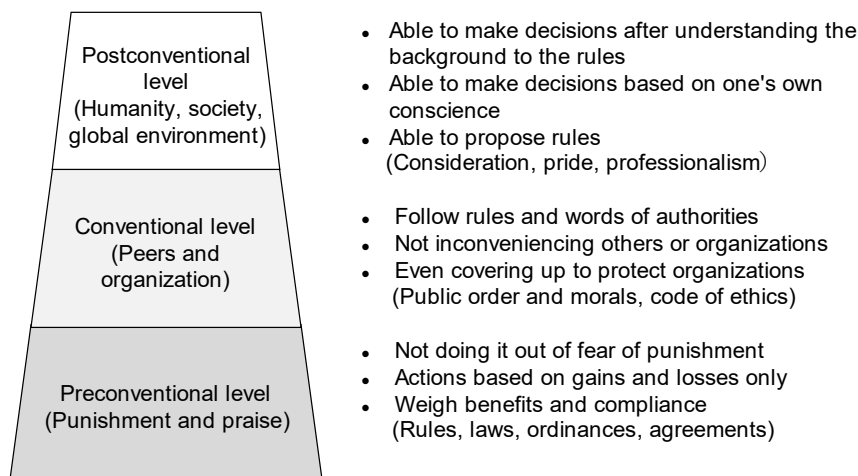 Postconventional
level
(Humanity, society,
global environment)
• Able to make decisions after understanding the
background to the rules
• Able to make decisions based on one's own
conscience
• Able to propose rules
(Consideration, pride, professionalism）
Conventional level
(Peers and
organization)
• Follow rules and words of authorities
• Not inconveniencing others or organizations
• Even covering up to protect organizations
(Public order and morals, code of ethics)
Preconventional level
(Punishment and praise)
• Not doing it out of fear of punishment
• Actions based on gains and losses only
• Weigh benefits and compliance
(Rules, laws, ordinances, agreements)